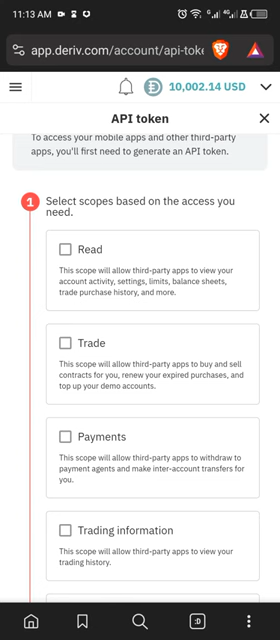 11:13 AM
app.deriv.com/account/api-toke
10,002.14 USD
API token
To access your mobile apps and other third-party
apps, you'll first need to generate an API token.
1 Select scopes based on the access you
need.
Read
This scope will allow third-party apps to view your
account activity, settings, limits, balance sheets,
trade purchase history, and more.
Trade
This scope will allow third-party apps to buy and sell
contracts for you, renew your expired purchases, and
top up your demo accounts.
Payments
This scope will allow third-party apps to withdraw to
payment agents and make inter-account transfers for
you.
Trading information
This scope will allow third-party apps to view your
trading history.
:D